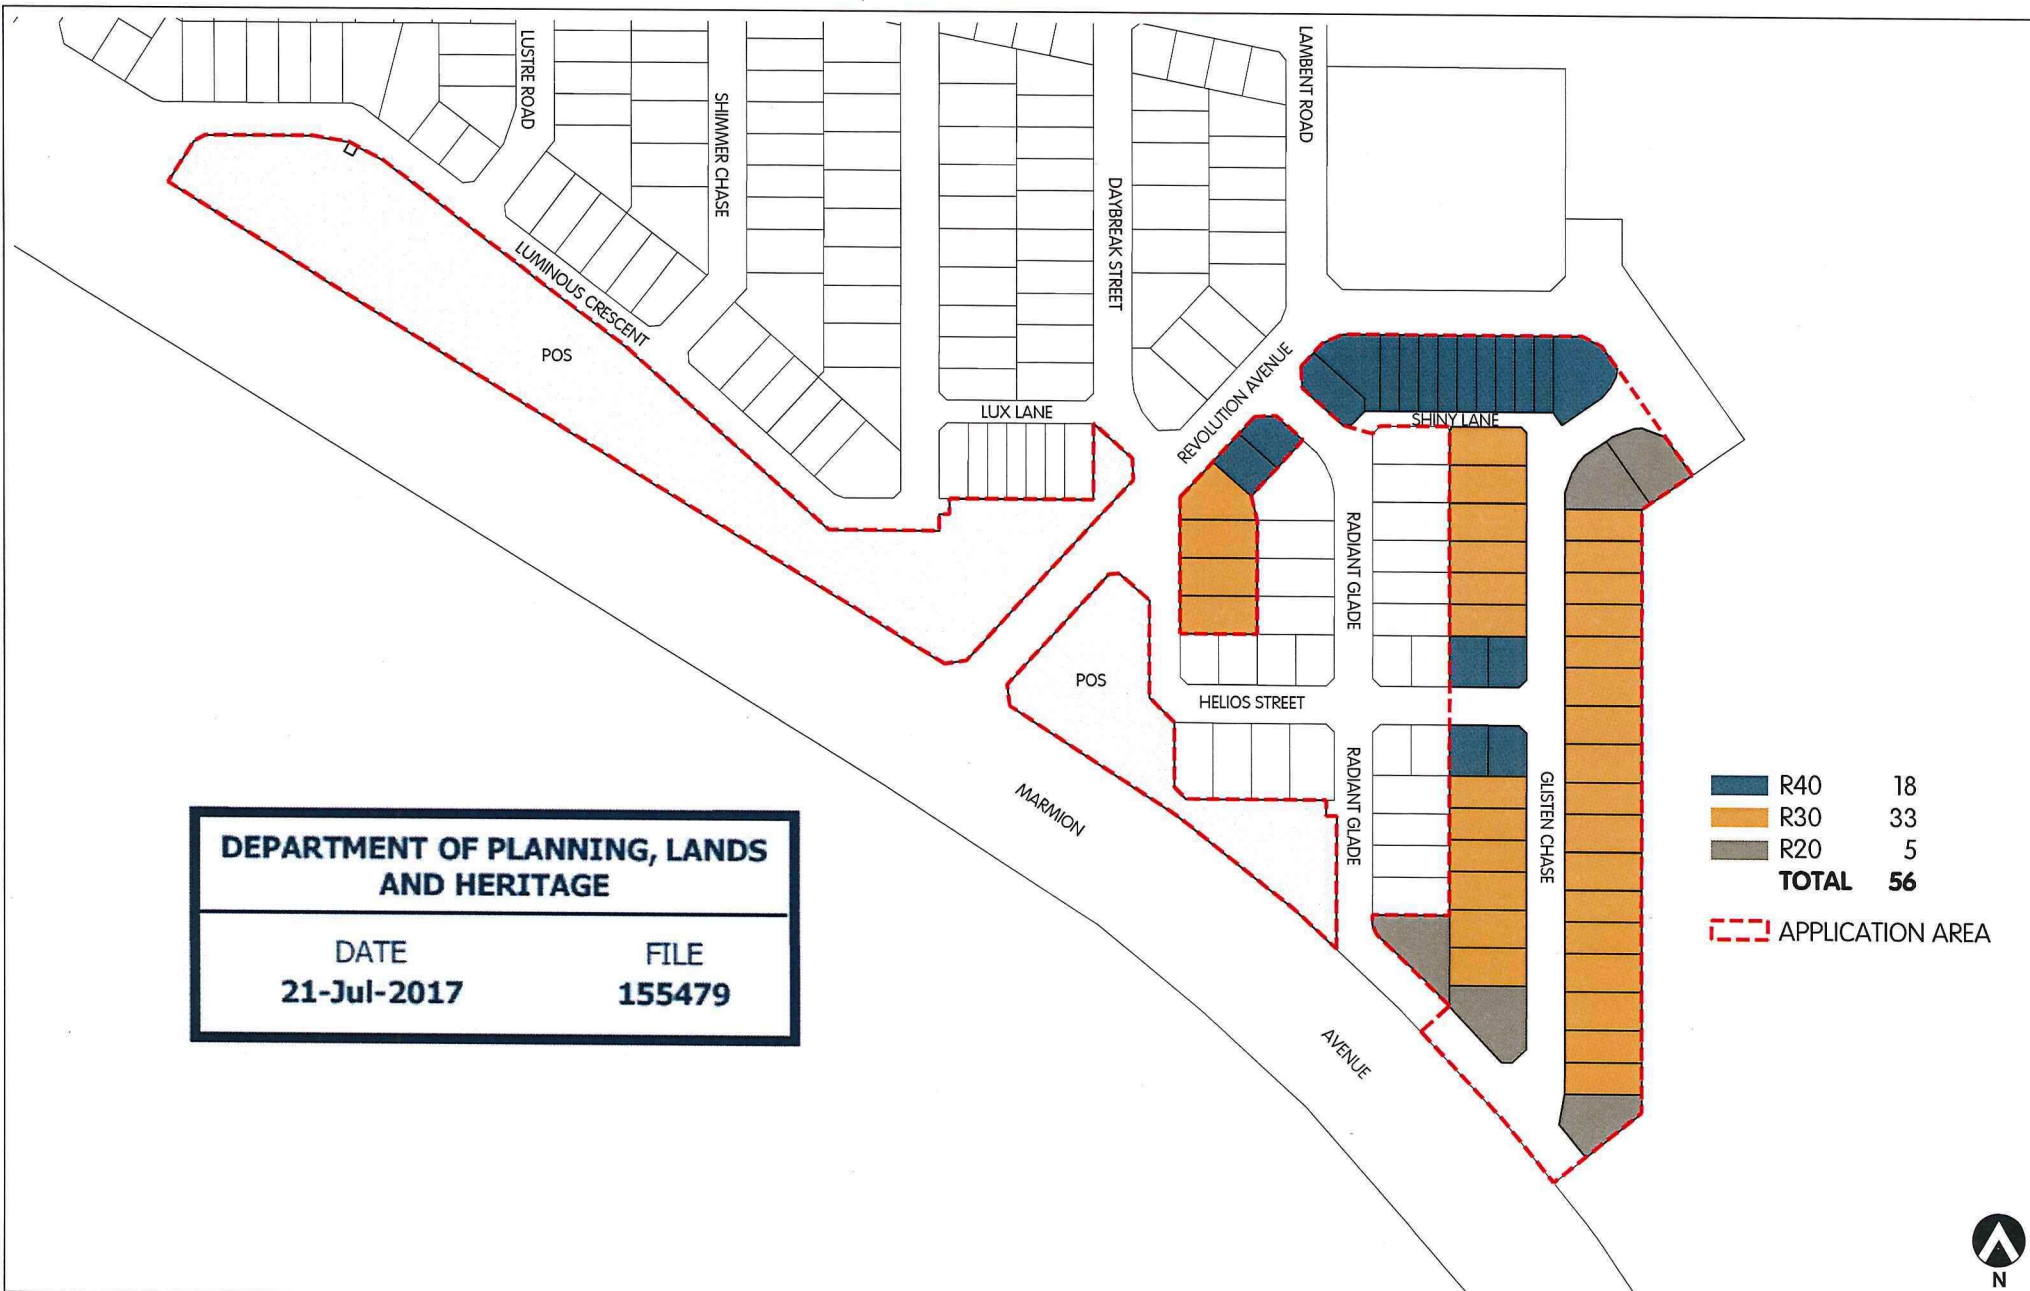 LUSTRE ROAD
SHIMMER CHASE
DAYBREAK STREET
LAMBENT ROAD
LUMINOUS CRESCENT
POS
LUX LANE
REVOLUTION AVENUE
SHINY LANE
RADIANT GLADE
POS
HELIOS STREET
RADIANT GLADE
GLISTEN CHASE
MARMION
AVENUE
R40 18
R30 33
R20 5
TOTAL 56
APPLICATION AREA
DEPARTMENT OF PLANNING, LANDS
AND HERITAGE
DATE FILE
21-Jul-2017 155479
N